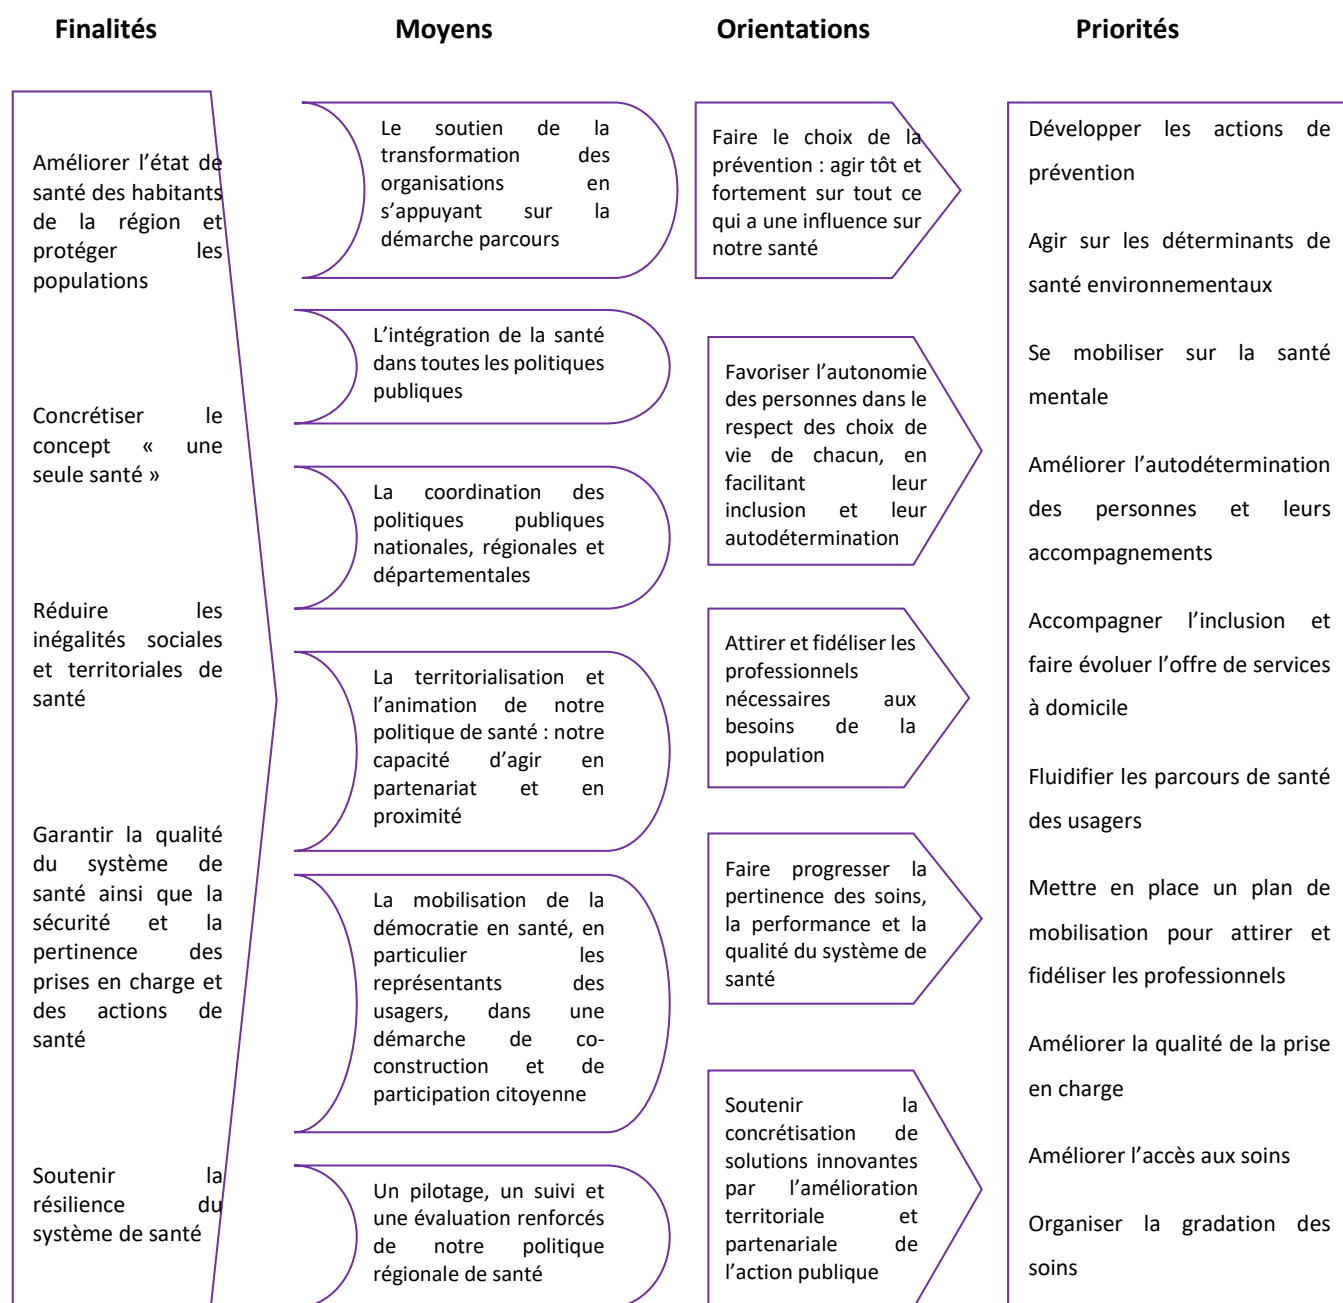 Finalités
Moyens
Orientations
Priorités
Améliorer l'état de
santé des habitants
de la région et
protéger les
populations
Concrétiser le
concept « une
seule santé »
Réduire les
inégalités sociales
et territoriales de
santé
Garantir la qualité
du système de
santé ainsi que la
sécurité et la
pertinence des
prises en charge et
des actions de
santé
Soutenir la
résilience du
système de santé
Le soutien de la
transformation des
organisations en
s'appuyant sur la
démarche parcours
L'intégration de la santé
dans toutes les politiques
publiques
La coordination des
politiques publiques
nationales, régionales et
départementales
La territorialisation et
l'animation de notre
politique de santé : notre
capacité d'agir en
partenariat et en
proximité
La mobilisation de la
démocratie en santé, en
particulier les
représentants des
usagers, dans une
démarche de co-
construction et de
participation citoyenne
Un pilotage, un suivi et
une évaluation renforcés
de notre politique
régionale de santé
Faire le choix de la
prévention : agir tôt et
fortement sur tout ce
qui a une influence sur
notre santé
Favoriser l'autonomie
des personnes dans le
respect des choix de
vie de chacun, en
facilitant leur
inclusion et leur
autodétermination
Attirer et fidéliser les
professionnels
nécessaires aux
besoins de la
population
Faire progresser la
pertinence des soins,
la performance et la
qualité du système de
santé
Soutenir la
concrétisation de
solutions innovantes
par l'amélioration
territoriale et
partenariale de
l'action publique
Développer les actions de
prévention
Agir sur les déterminants de
santé environnementaux
Se mobiliser sur la santé
mentale
Améliorer l'autodétermination
des personnes et leurs
accompagnements
Accompagner l'inclusion et
faire évoluer l'offre de services
à domicile
Fluidifier les parcours de santé
des usagers
Mettre en place un plan de
mobilisation pour attirer et
fidéliser les professionnels
Améliorer la qualité de la prise
en charge
Améliorer l'accès aux soins
Organiser la gradation des
soins